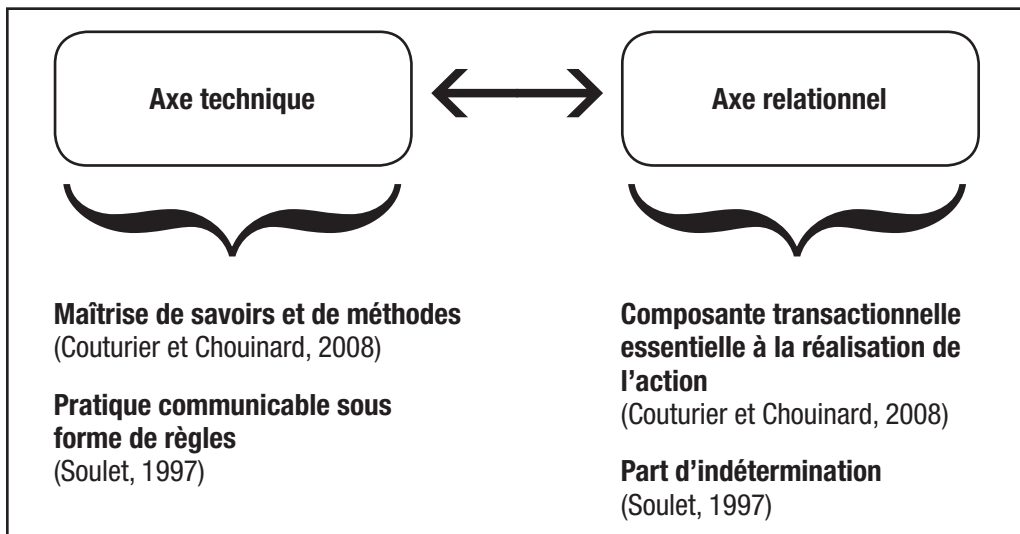 Axe technique
Axe relationnel
Maîtrise de savoirs et de méthodes
(Couturier et Chouinard, 2008)
Pratique communicable sous
forme de règles
(Soulet, 1997)
Composante transactionnelle
essentielle à la réalisation de
l’action
(Couturier et Chouinard, 2008)
Part d’indétermination
(Soulet, 1997)